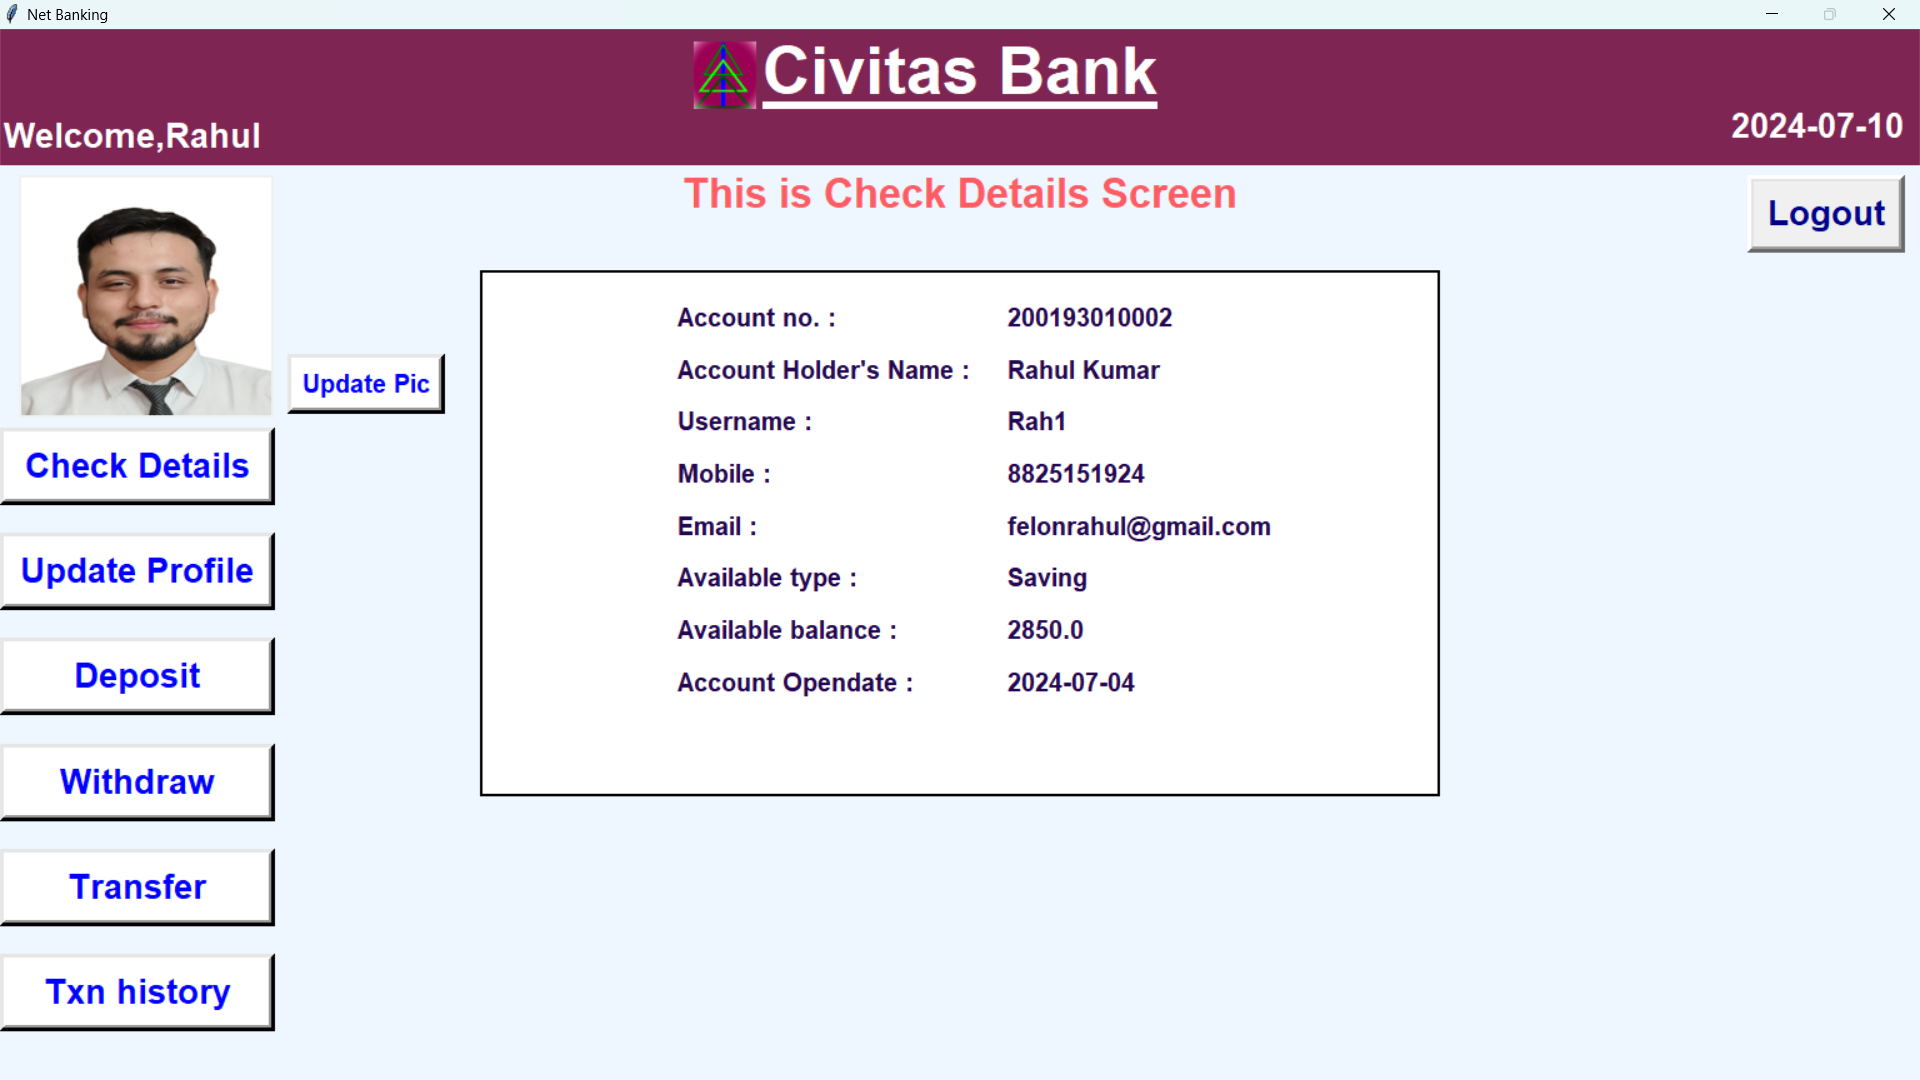 Net Banking
Civitas Bank
Welcome,Rahul
2024-07-10
This is Check Details Screen
Logout
Update Pic
Account no. : 200193010002
Account Holder's Name : Rahul Kumar
Username : Rah1
Mobile : 8825151924
Email : felonrahul@gmail.com
Available type : Saving
Available balance : 2850.0
Account Opendate : 2024-07-04
Check Details
Update Profile
Deposit
Withdraw
Transfer
Txn history